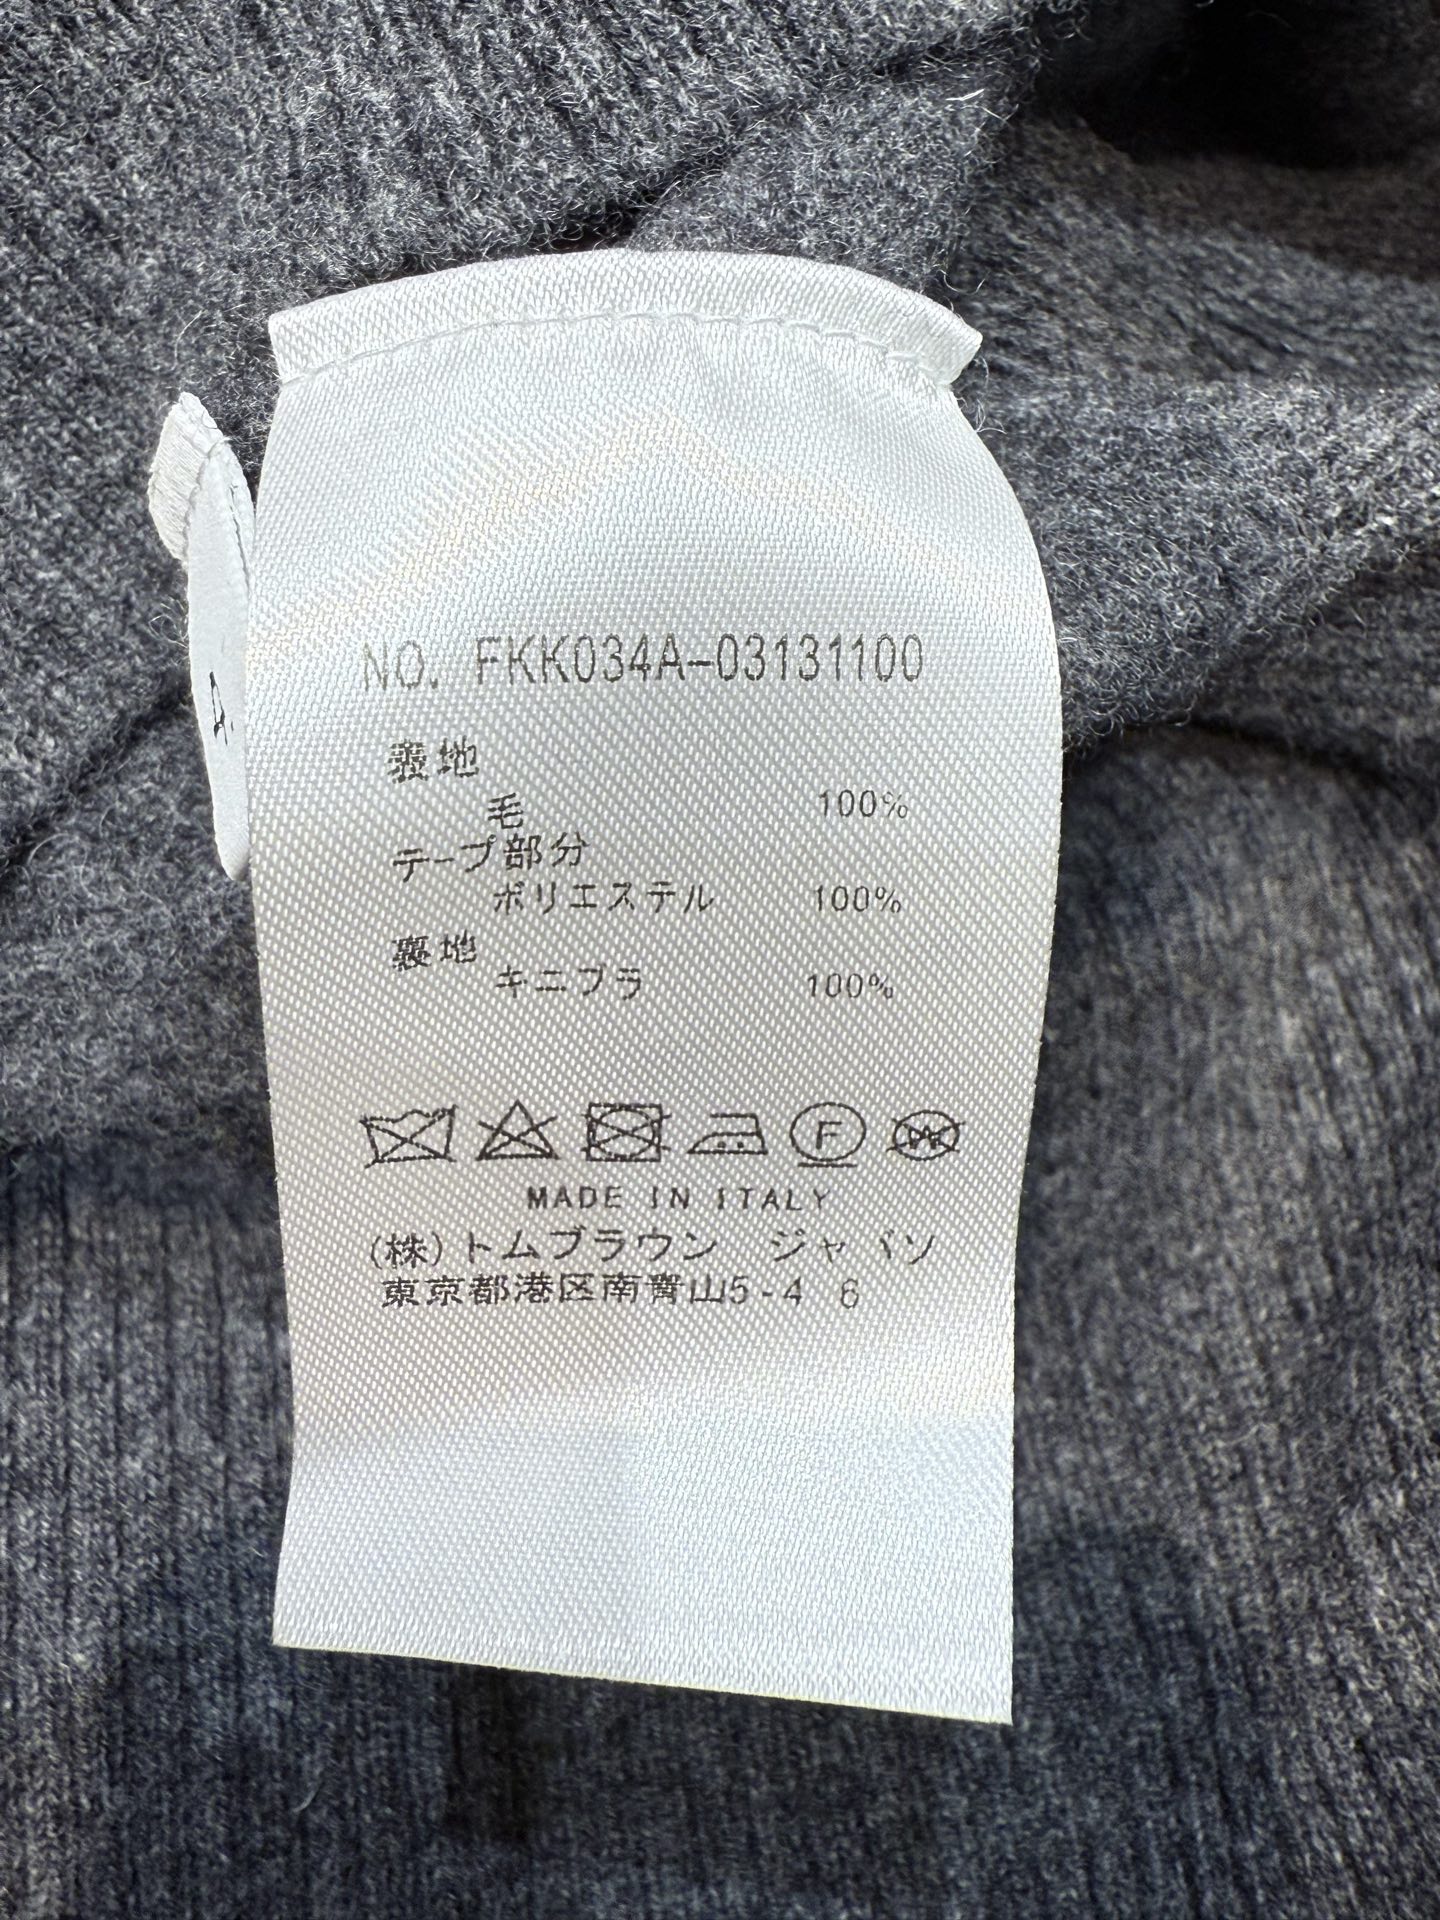 NO. FKK034A-03131100
表地
毛 100%
テープ部分
ポリエステル 100%
裏地
キュプラ 100%
F
W
MADE IN ITALY
(株)トムブラウン ジャパン
東京都港区南青山5-4 6